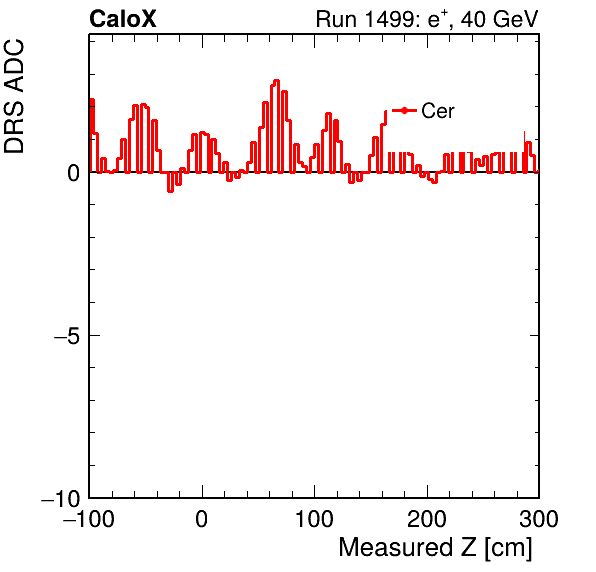 CaloX
Run 1499: e+, 40 GeV
DRS ADC
Cer
0
−5
−10
−100 0 100 200 300
Measured Z [cm]